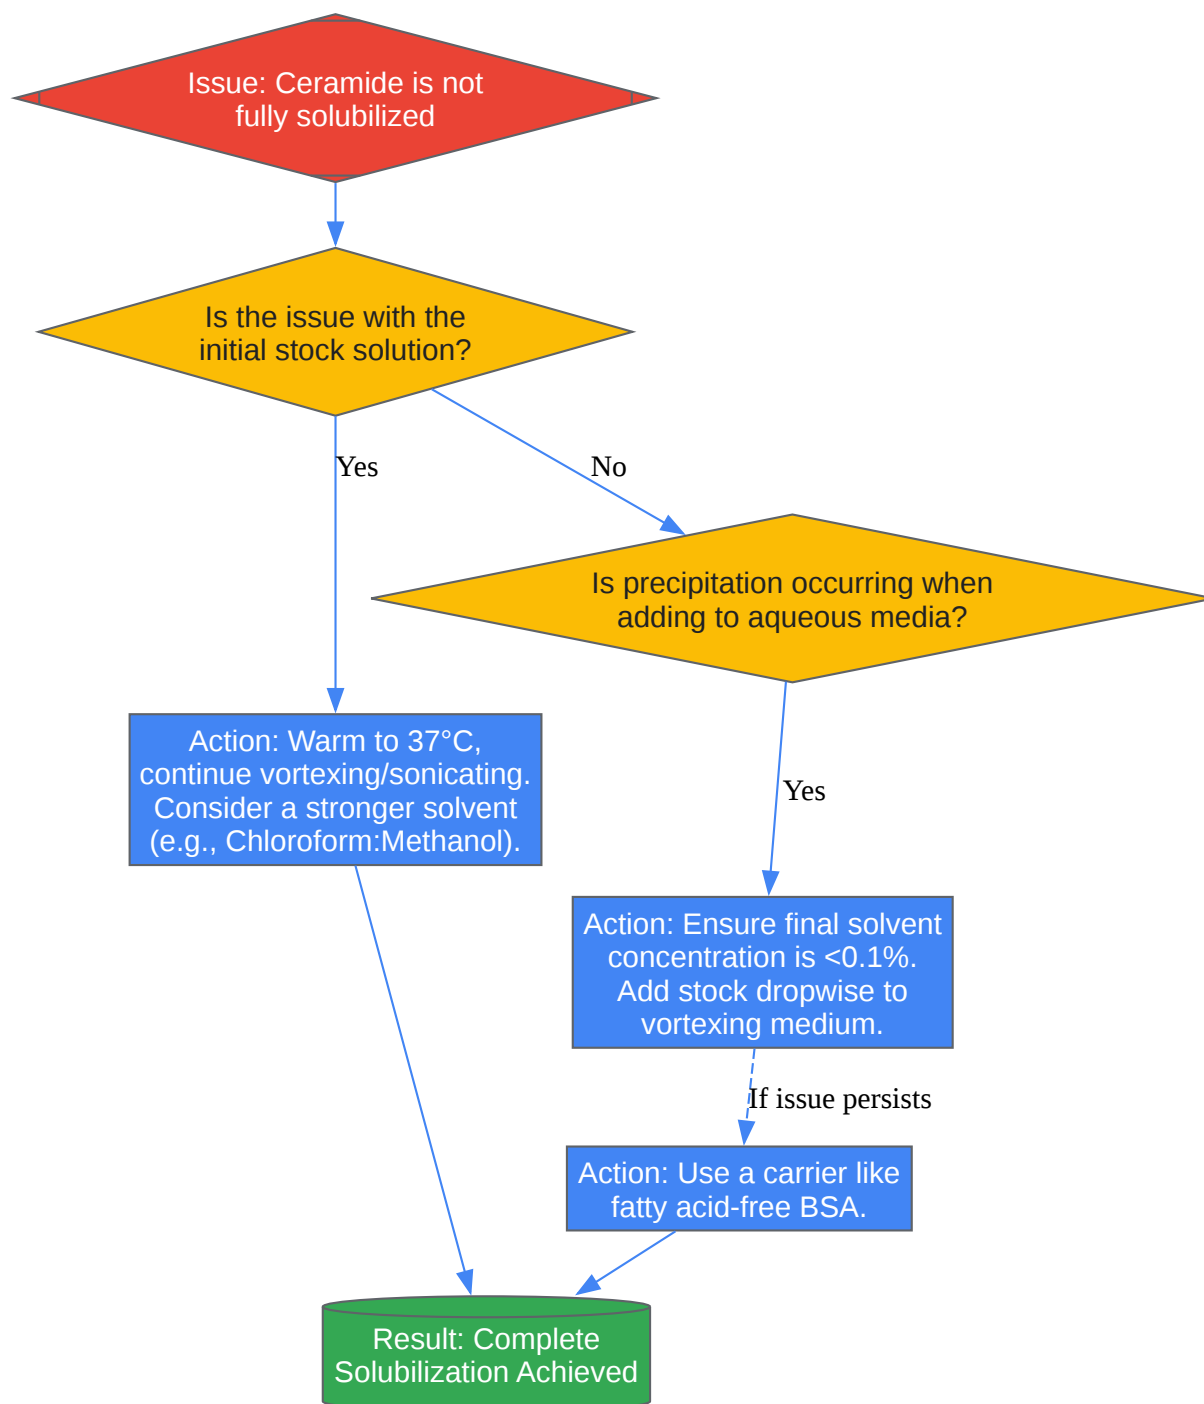 Issue: Ceramide is not
fully solubilized
Is the issue with the
initial stock solution?
Yes
No
Is precipitation occurring when
adding to aqueous media?
Action: Warm to 37°C,
continue vortexing/sonicating.
Consider a stronger solvent
(e.g., Chloroform:Methanol).
Yes
Action: Ensure final solvent
concentration is <0.1%.
Add stock dropwise to
vortexing medium.
If issue persists
Action: Use a carrier like
fatty acid-free BSA.
Result: Complete
Solubilization Achieved